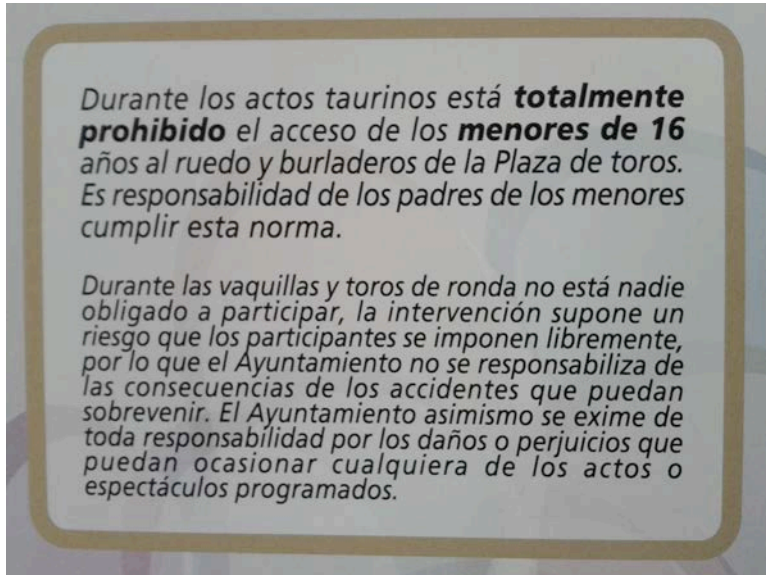 Durante los actos taurinos está totalmente
prohibido el acceso de los menores de 16
años al ruedo y burladeros de la Plaza de toros.
Es responsabilidad de los padres de los menores
cumplir esta norma.
Durante las vaquillas y toros de ronda no está nadie
obligado a participar, la intervención supone un
riesgo que los participantes se imponen libremente,
por lo que el Ayuntamiento no se responsabiliza de
las consecuencias de los accidentes que puedan
sobrevenir. El Ayuntamiento asimismo se exime de
toda responsabilidad por los daños o perjuicios que
puedan ocasionar cualquiera de los actos o
espectáculos programados.